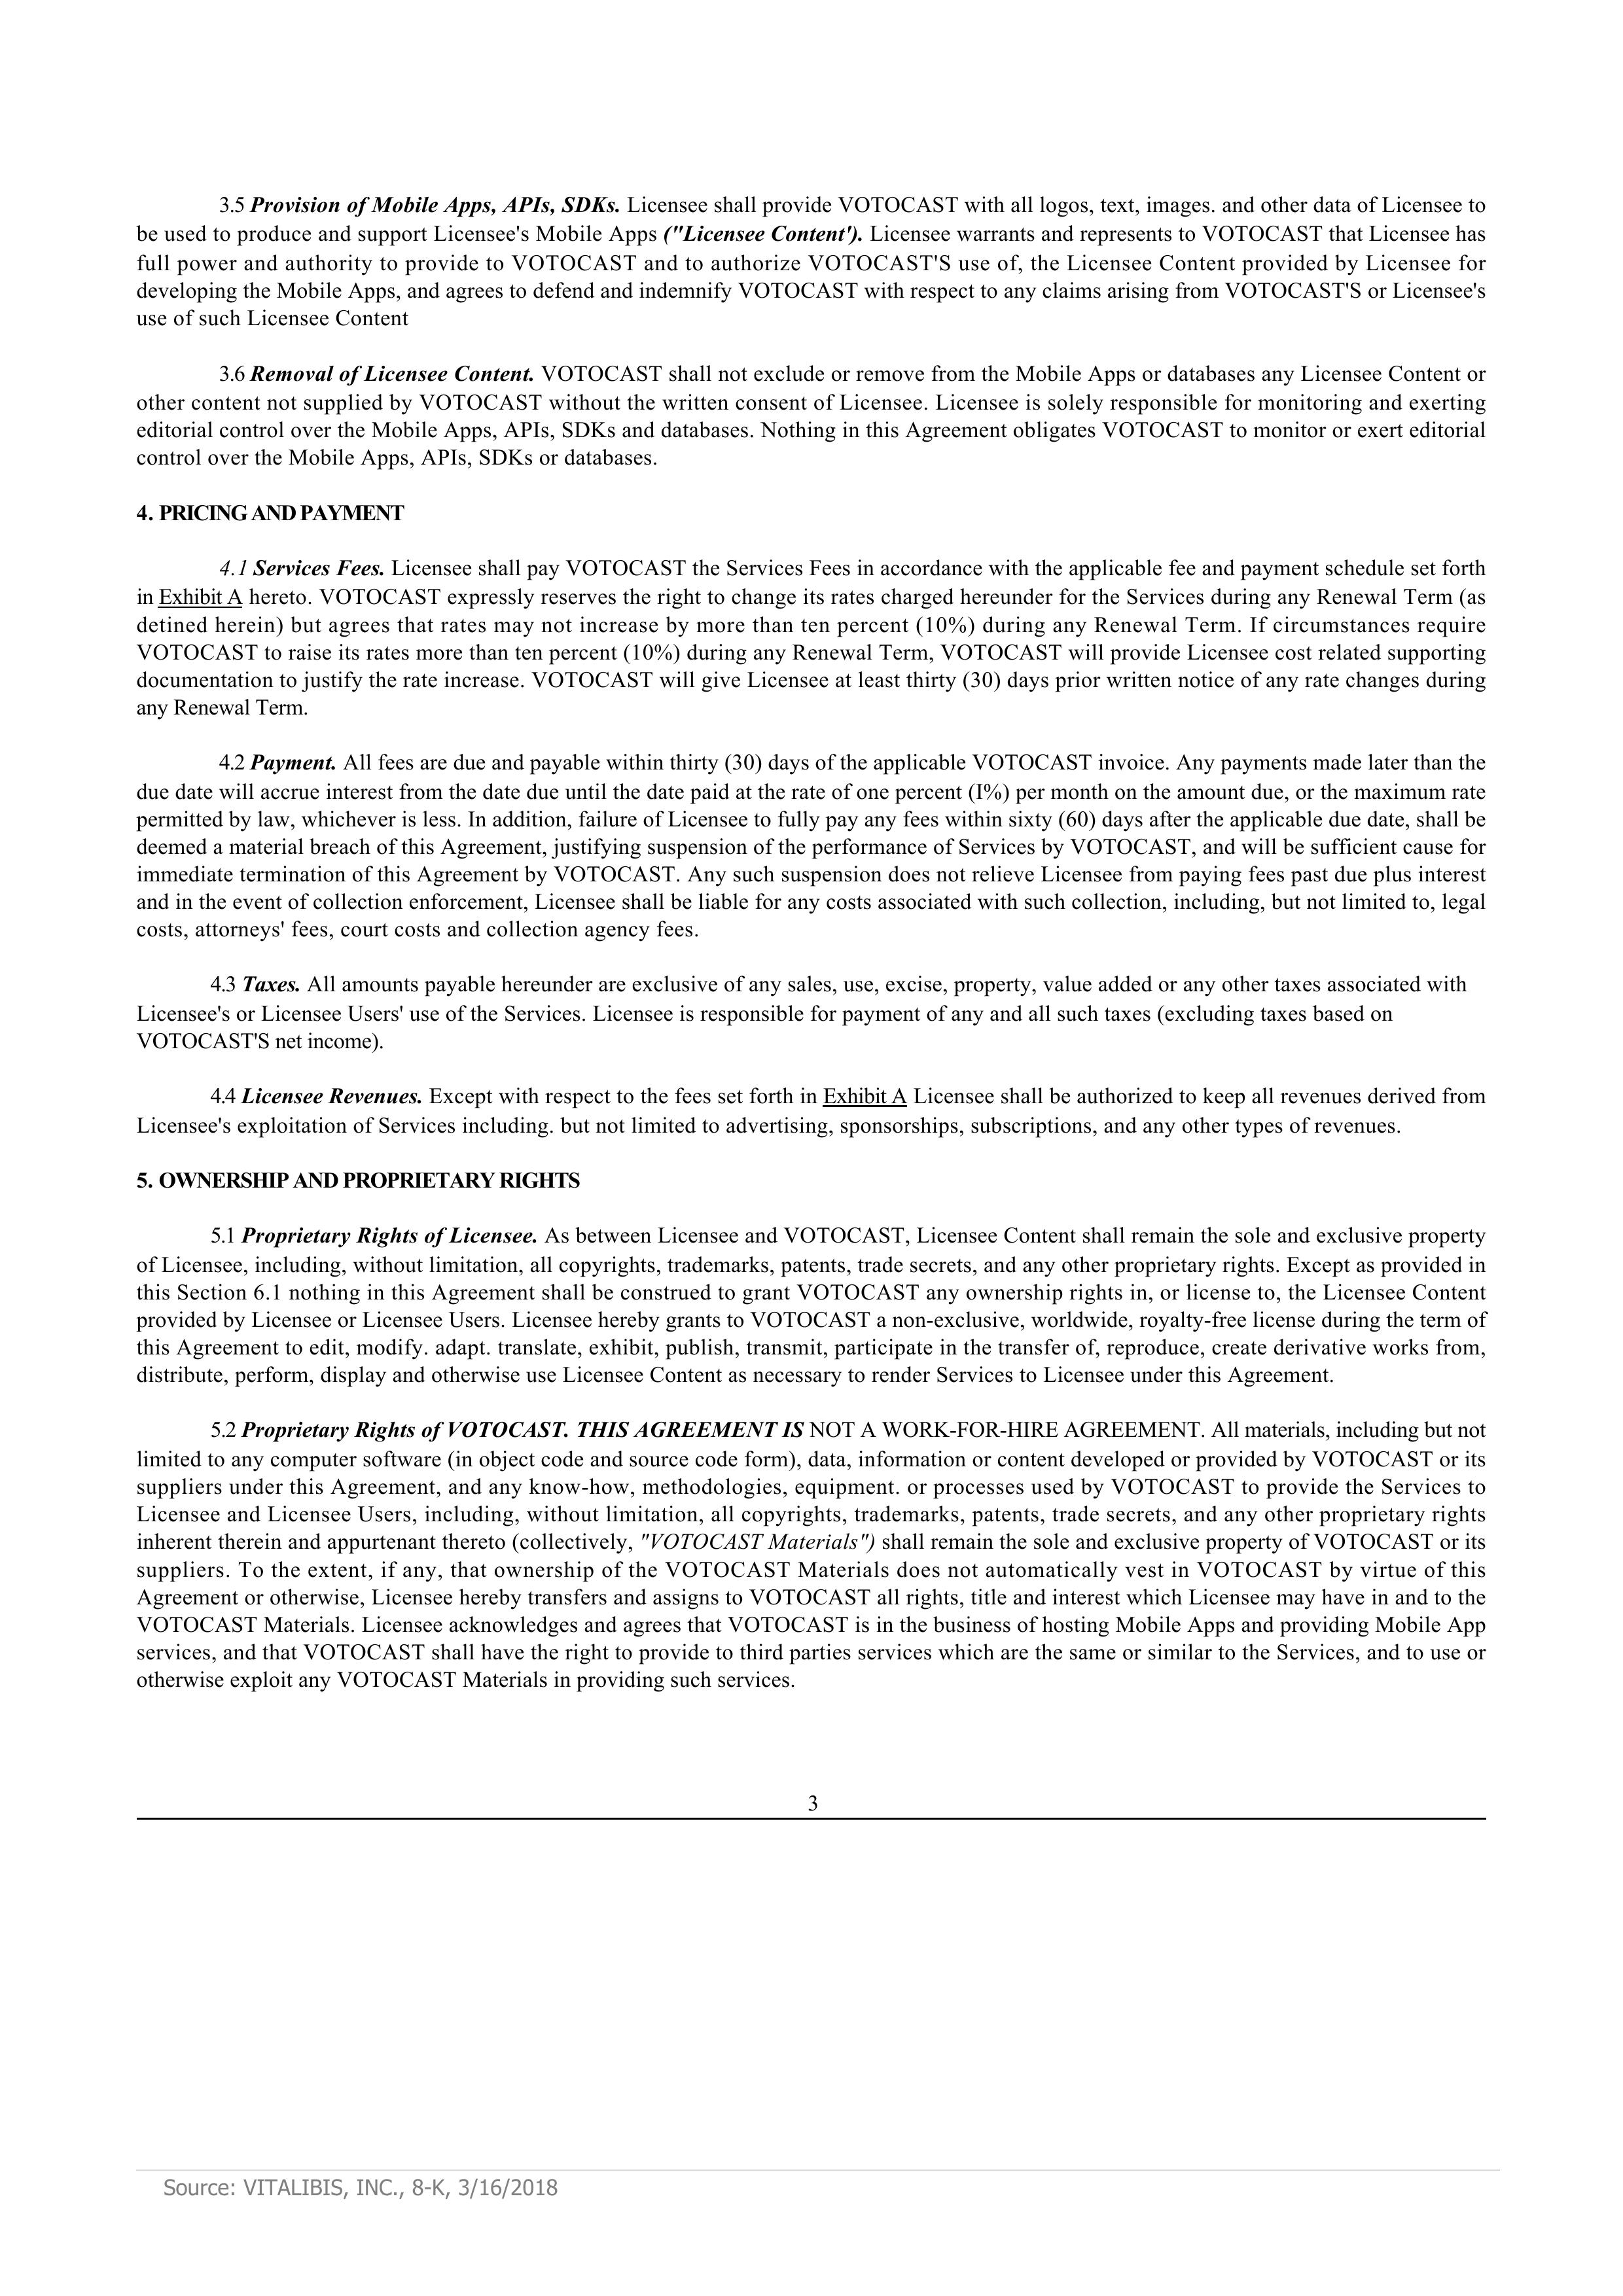 3.5 Provision of Mobile Apps, APIs, SDKs. Licensee shall provide VOTOCAST with all logos, text, images. and other data of Licensee to
be used to produce and support Licensee's Mobile Apps ("Licensee Content'). Licensee warrants and represents to VOTOCAST that Licensee has
full power and authority to provide to VOTOCAST and to authorize VOTOCAST'S use of, the Licensee Content provided by Licensee for
developing the Mobile Apps, and agrees to defend and indemnify VOTOCAST with respect to any claims arising from VOTOCAST'S or Licensee's
use of such Licensee Content
3.6 Removal of Licensee Content. VOTOCAST shall not exclude or remove from the Mobile Apps or databases any Licensee Content or
other content not supplied by VOTOCAST without the written consent of Licensee. Licensee is solely responsible for monitoring and exerting
editorial control over the Mobile Apps, APIs, SDKs and databases. Nothing in this Agreement obligates VOTOCAST to monitor or exert editorial
control over the Mobile Apps, APIs, SDKs or databases.
4. PRICING AND PAYMENT
4.1 Services Fees. Licensee shall pay VOTOCAST the Services Fees in accordance with the applicable fee and payment schedule set forth
in Exhibit A hereto. VOTOCAST expressly reserves the right to change its rates charged hereunder for the Services during any Renewal Term (as
detined herein) but agrees that rates may not increase by more than ten percent (10%) during any Renewal Term. If circumstances require
VOTOCAST to raise its rates more than ten percent (10%) during any Renewal Term, VOTOCAST will provide Licensee cost related supporting
documentation to justify the rate increase. VOTOCAST will give Licensee at least thirty (30) days prior written notice of any rate changes during
any Renewal Term.
4.2 Payment. All fees are due and payable within thirty (30) days of the applicable VOTOCAST invoice. Any payments made later than the
due date will accrue interest from the date due until the date paid at the rate of one percent (I%) per month on the amount due, or the maximum rate
permitted by law, whichever is less. In addition, failure of Licensee to fully pay any fees within sixty (60) days after the applicable due date, shall be
deemed a material breach of this Agreement, justifying suspension of the performance of Services by VOTOCAST, and will be sufficient cause for
immediate termination of this Agreement by VOTOCAST. Any such suspension does not relieve Licensee from paying fees past due plus interest
and in the event of collection enforcement, Licensee shall be liable for any costs associated with such collection, including, but not limited to, legal
costs, attorneys' fees, court costs and collection agency fees.
4.3 Taxes. All amounts payable hereunder are exclusive of any sales, use, excise, property, value added or any other taxes associated with
Licensee's or Licensee Users' use of the Services. Licensee is responsible for payment of any and all such taxes (excluding taxes based on
VOTOCAST'S net income).
4.4 Licensee Revenues. Except with respect to the fees set forth in Exhibit A Licensee shall be authorized to keep all revenues derived from
Licensee's exploitation of Services including. but not limited to advertising, sponsorships, subscriptions, and any other types of revenues.
5. OWNERSHIP AND PROPRIETARY RIGHTS
5.1 Proprietary Rights of Licensee. As between Licensee and VOTOCAST, Licensee Content shall remain the sole and exclusive property
of Licensee, including, without limitation, all copyrights, trademarks, patents, trade secrets, and any other proprietary rights. Except as provided in
this Section 6.1 nothing in this Agreement shall be construed to grant VOTOCAST any ownership rights in, or license to, the Licensee Content
provided by Licensee or Licensee Users. Licensee hereby grants to VOTOCAST a non-exclusive, worldwide, royalty-free license during the term of
this Agreement to edit, modify. adapt. translate, exhibit, publish, transmit, participate in the transfer of, reproduce, create derivative works from,
distribute, perform, display and otherwise use Licensee Content as necessary to render Services to Licensee under this Agreement.
5.2 Proprietary Rights of VOTOCAST. THIS AGREEMENT IS NOT A WORK-FOR-HIRE AGREEMENT. All materials, including but not
limited to any computer software (in object code and source code form), data, information or content developed or provided by VOTOCAST or its
suppliers under this Agreement, and any know-how, methodologies, equipment. or processes used by VOTOCAST to provide the Services to
Licensee and Licensee Users, including, without limitation, all copyrights, trademarks, patents, trade secrets, and any other proprietary rights
inherent therein and appurtenant thereto (collectively, "VOTOCAST Materials") shall remain the sole and exclusive property of VOTOCAST or its
suppliers. To the extent, if any, that ownership of the VOTOCAST Materials does not automatically vest in VOTOCAST by virtue of this
Agreement or otherwise, Licensee hereby transfers and assigns to VOTOCAST all rights, title and interest which Licensee may have in and to the
VOTOCAST Materials. Licensee acknowledges and agrees that VOTOCAST is in the business of hosting Mobile Apps and providing Mobile App
services, and that VOTOCAST shall have the right to provide to third parties services which are the same or similar to the Services, and to use or
otherwise exploit any VOTOCAST Materials in providing such services.
3
Source: VITALIBIS, INC., 8-K, 3/16/2018